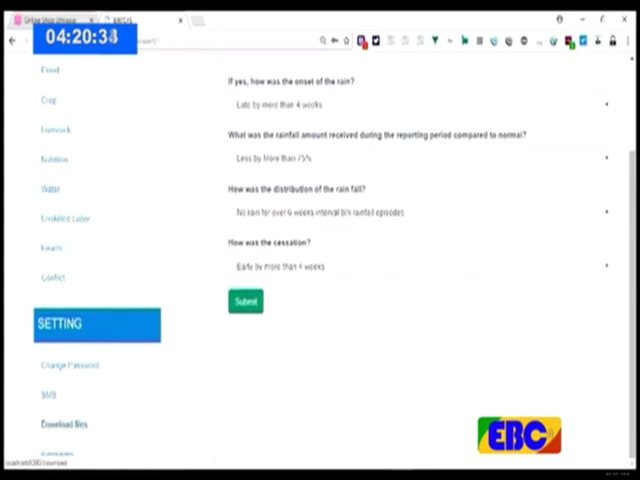 04:20:34
Food
Crop
Livestock
Nutrition
Water
Unskilled Labor
Health
Conflict
SETTING
Change Password
SMS
Download files
If yes, how was the onset of the rain?
Late by more than 4 weeks
What was the rainfall amount received during the reporting period compared to normal?
Less by More than 75%
How was the distribution of the rain fall?
No rain for over 6 weeks interval b/n rainfall episodes
How was the cessation?
Early by more than 4 weeks
Submit
EBC